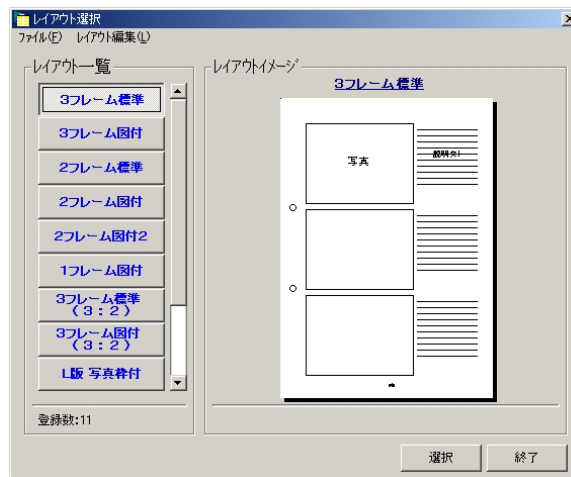 レイアウト選択
ファイル(F) レイアウト編集(L)
レイアウト一覧
3フレーム標準
3フレーム図付
2フレーム標準
2フレーム図付
2フレーム図付2
1フレーム図付
3フレーム標準
(3:2)
3フレーム図付
(3:2)
L版 写真枠付
登録数:11
レイアウトイメージ
3フレーム標準
写真
選択
終了